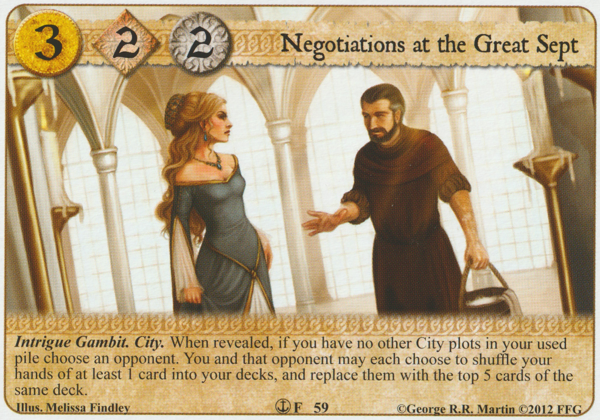 3 2 2 Negotiations at the Great Sept
Intrigue Gambit. City. When revealed, if you have no other City plots in your used
pile choose an opponent. You and that opponent may each choose to shuffle your
hands of at least 1 card into your decks, and replace them with the top 5 cards of
the same deck.
Illus. Melissa Findley F 59 ©George R.R. Martin ©2012 FFG